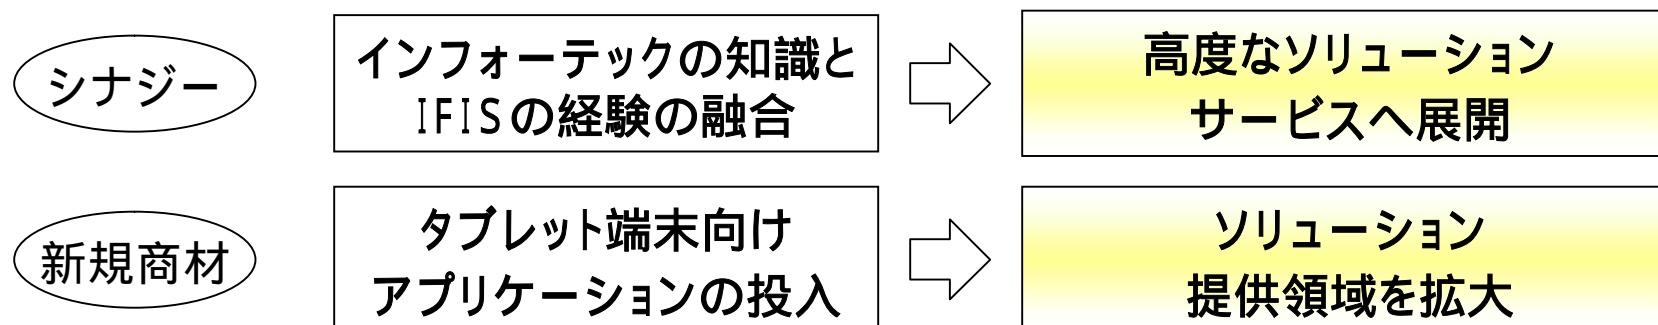 シナジー
インフォーテックの知識と
IFISの経験の融合
高度なソリューション
サービスへ展開
新規商材
タブレット端末向け
アプリケーションの投入
ソリューション
提供領域を拡大